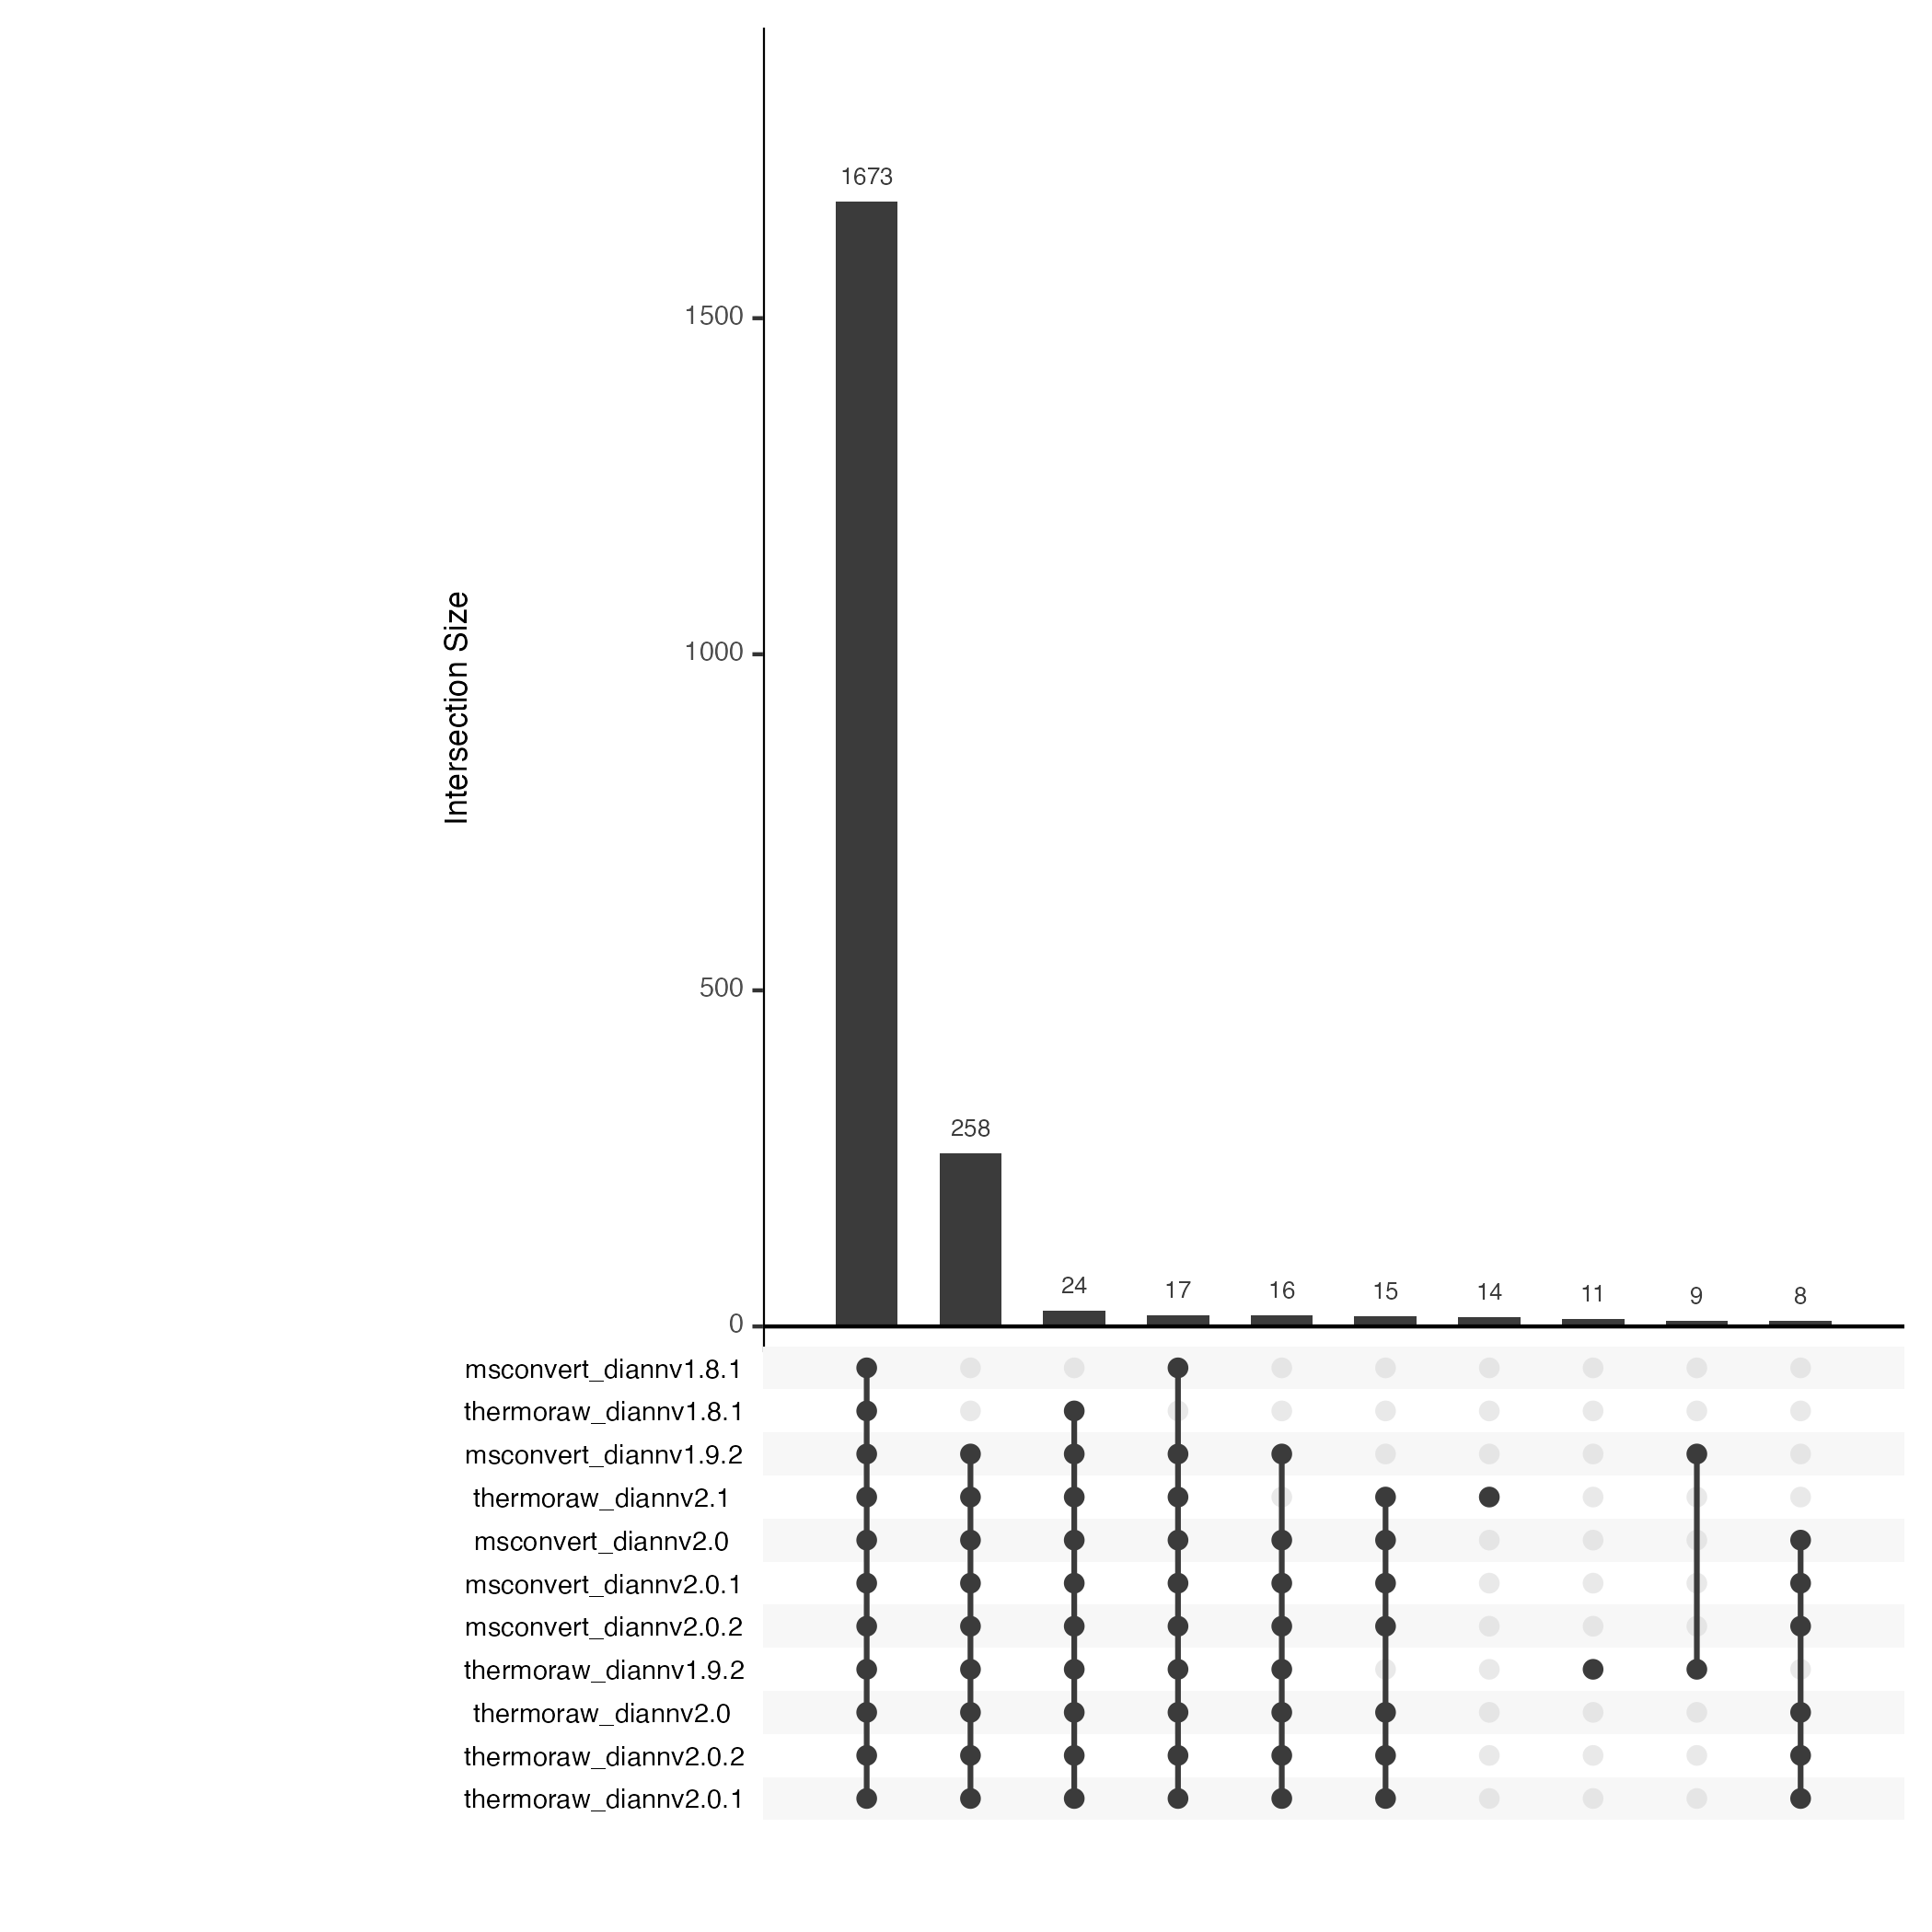 1673
1500
Intersection Size
1000
500
258
24
17
16
15
14
11
9
8
0
msconvert_diannv1.8.1
thermoraw_diannv1.8.1
msconvert_diannv1.9.2
thermoraw_diannv2.1
msconvert_diannv2.0
msconvert_diannv2.0.1
msconvert_diannv2.0.2
thermoraw_diannv1.9.2
thermoraw_diannv2.0
thermoraw_diannv2.0.2
thermoraw_diannv2.0.1